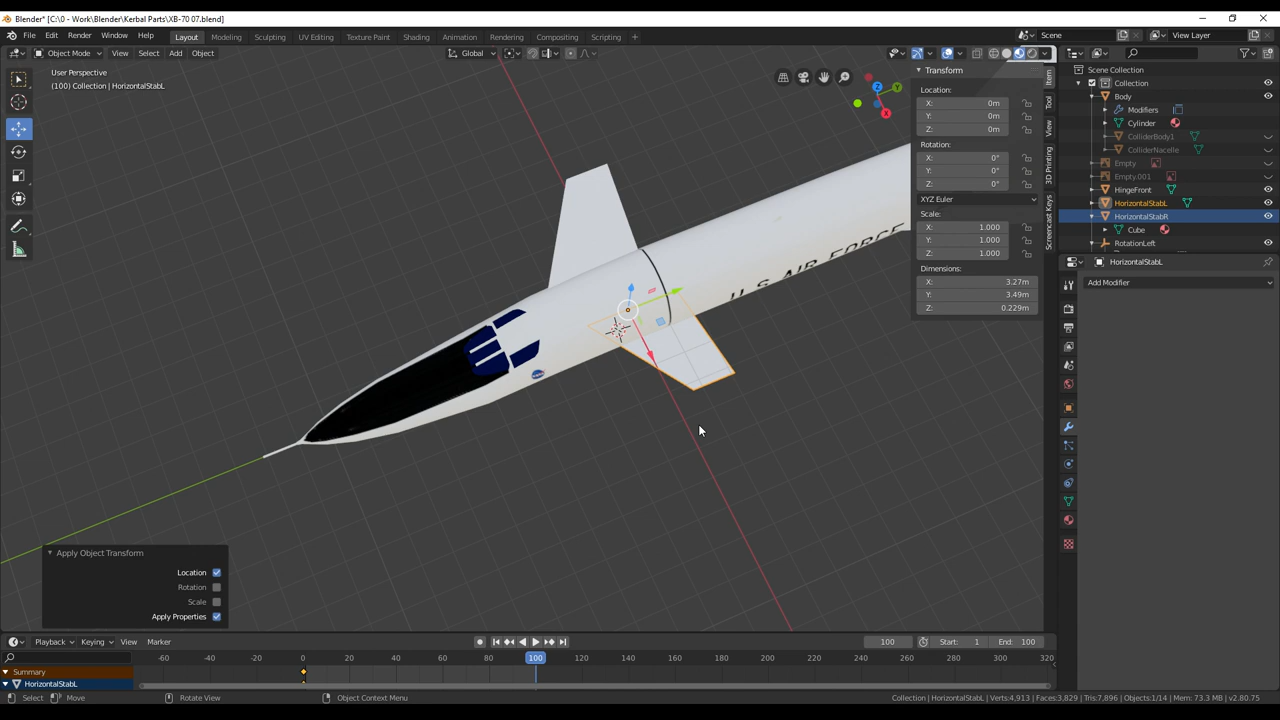 Blender* [C:\0 - Work\Blender\Kerbal Parts\XB-70 07.blend]
File Edit Render Window Help Layout Modeling Sculpting UV Editing Texture Paint Shading Animation Rendering Compositing Scripting + Scene View Layer
Object Mode View Select Add Object Global
User Perspective
(100) Collection | HorizontalStabL
Z Y X
Transform
Location:
X: 0m
Y: 0m
Z: 0m
Rotation:
X: 0°
Y: 0°
Z: 0°
XYZ Euler
Scale:
X: 1.000
Y: 1.000
Z: 1.000
Dimensions:
X: 3.27m
Y: 3.49m
Z: 0.229m
Item
Tool
View
3D Printing
Screencast Keys
Scene Collection
Collection
Body
Modifiers
Cylinder
ColliderBody1
ColliderNacelle
Empty
Empty.001
HingeFront
HorizontalStabL
HorizontalStabR
Cube
RotationLeft
HorizontalStabL
Add Modifier
U.S. AIR FORCE
Apply Object Transform
Location
Rotation
Scale
Apply Properties
Playback Keying View Marker 100 Start: 1 End: 100
-60 -40 -20 0 20 40 60 80 100 120 140 160 180 200 220 240 260 280 300 320
Summary
HorizontalStabL
Select Move Rotate View Object Context Menu Collection | HorizontalStabL | Verts:4,913 | Faces:3,829 | Tris:7,896 | Objects:1/14 | Mem: 73.3 MB | v2.80.75